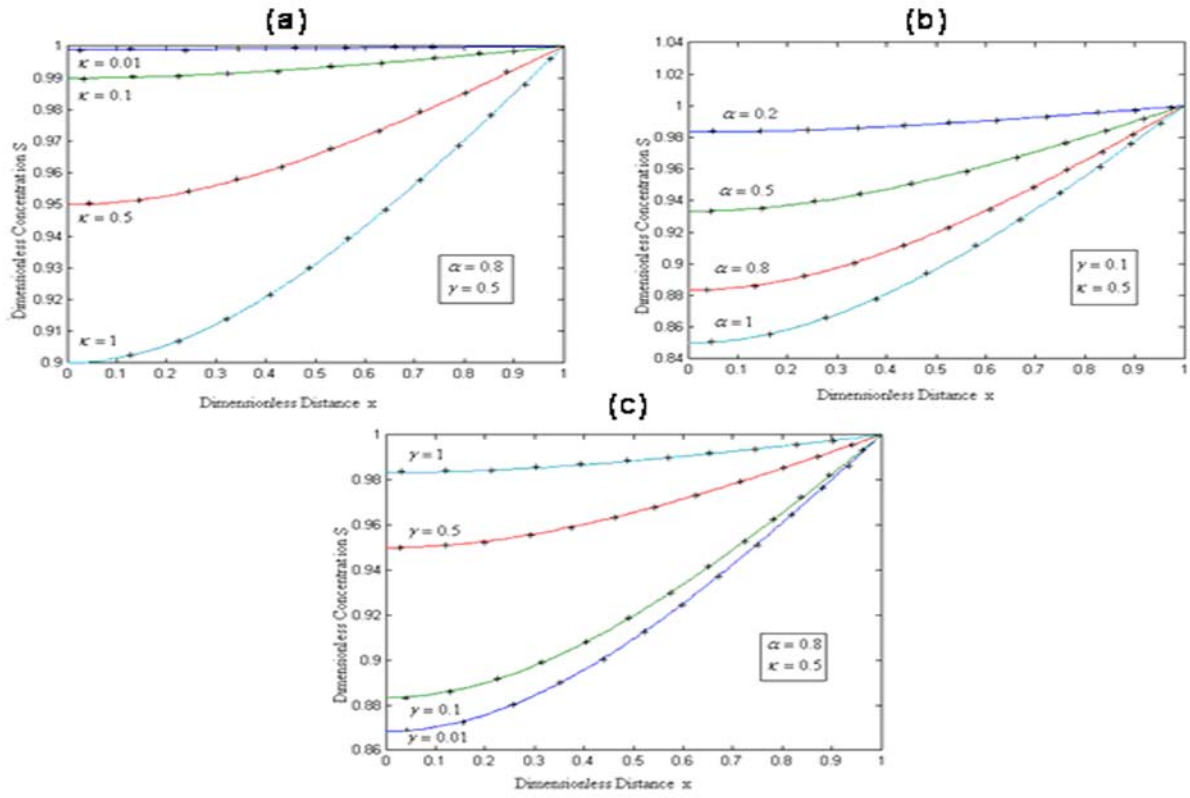 (a)
1
0.99
0.98
0.97
0.96
0.95
0.94
0.93
0.92
0.91
0.9
Dimensionless Concentration S
κ = 0.01
κ = 0.1
κ = 0.5
κ = 1
α = 0.8
γ = 0.5
0 0.1 0.2 0.3 0.4 0.5 0.6 0.7 0.8 0.9 1
Dimensionless Distance x
(b)
1.04
1.02
1
0.98
0.96
0.94
0.92
0.9
0.88
0.86
0.84
Dimensionless Concentration S
α = 0.2
α = 0.5
α = 0.8
α = 1
γ = 0.1
κ = 0.5
0 0.1 0.2 0.3 0.4 0.5 0.6 0.7 0.8 0.9 1
Dimensionless Distance x
(c)
1
0.98
0.96
0.94
0.92
0.9
0.88
0.86
Dimensionless Concentration S
γ = 1
γ = 0.5
γ = 0.1
γ = 0.01
α = 0.8
κ = 0.5
0 0.1 0.2 0.3 0.4 0.5 0.6 0.7 0.8 0.9 1
Dimensionless Distance x